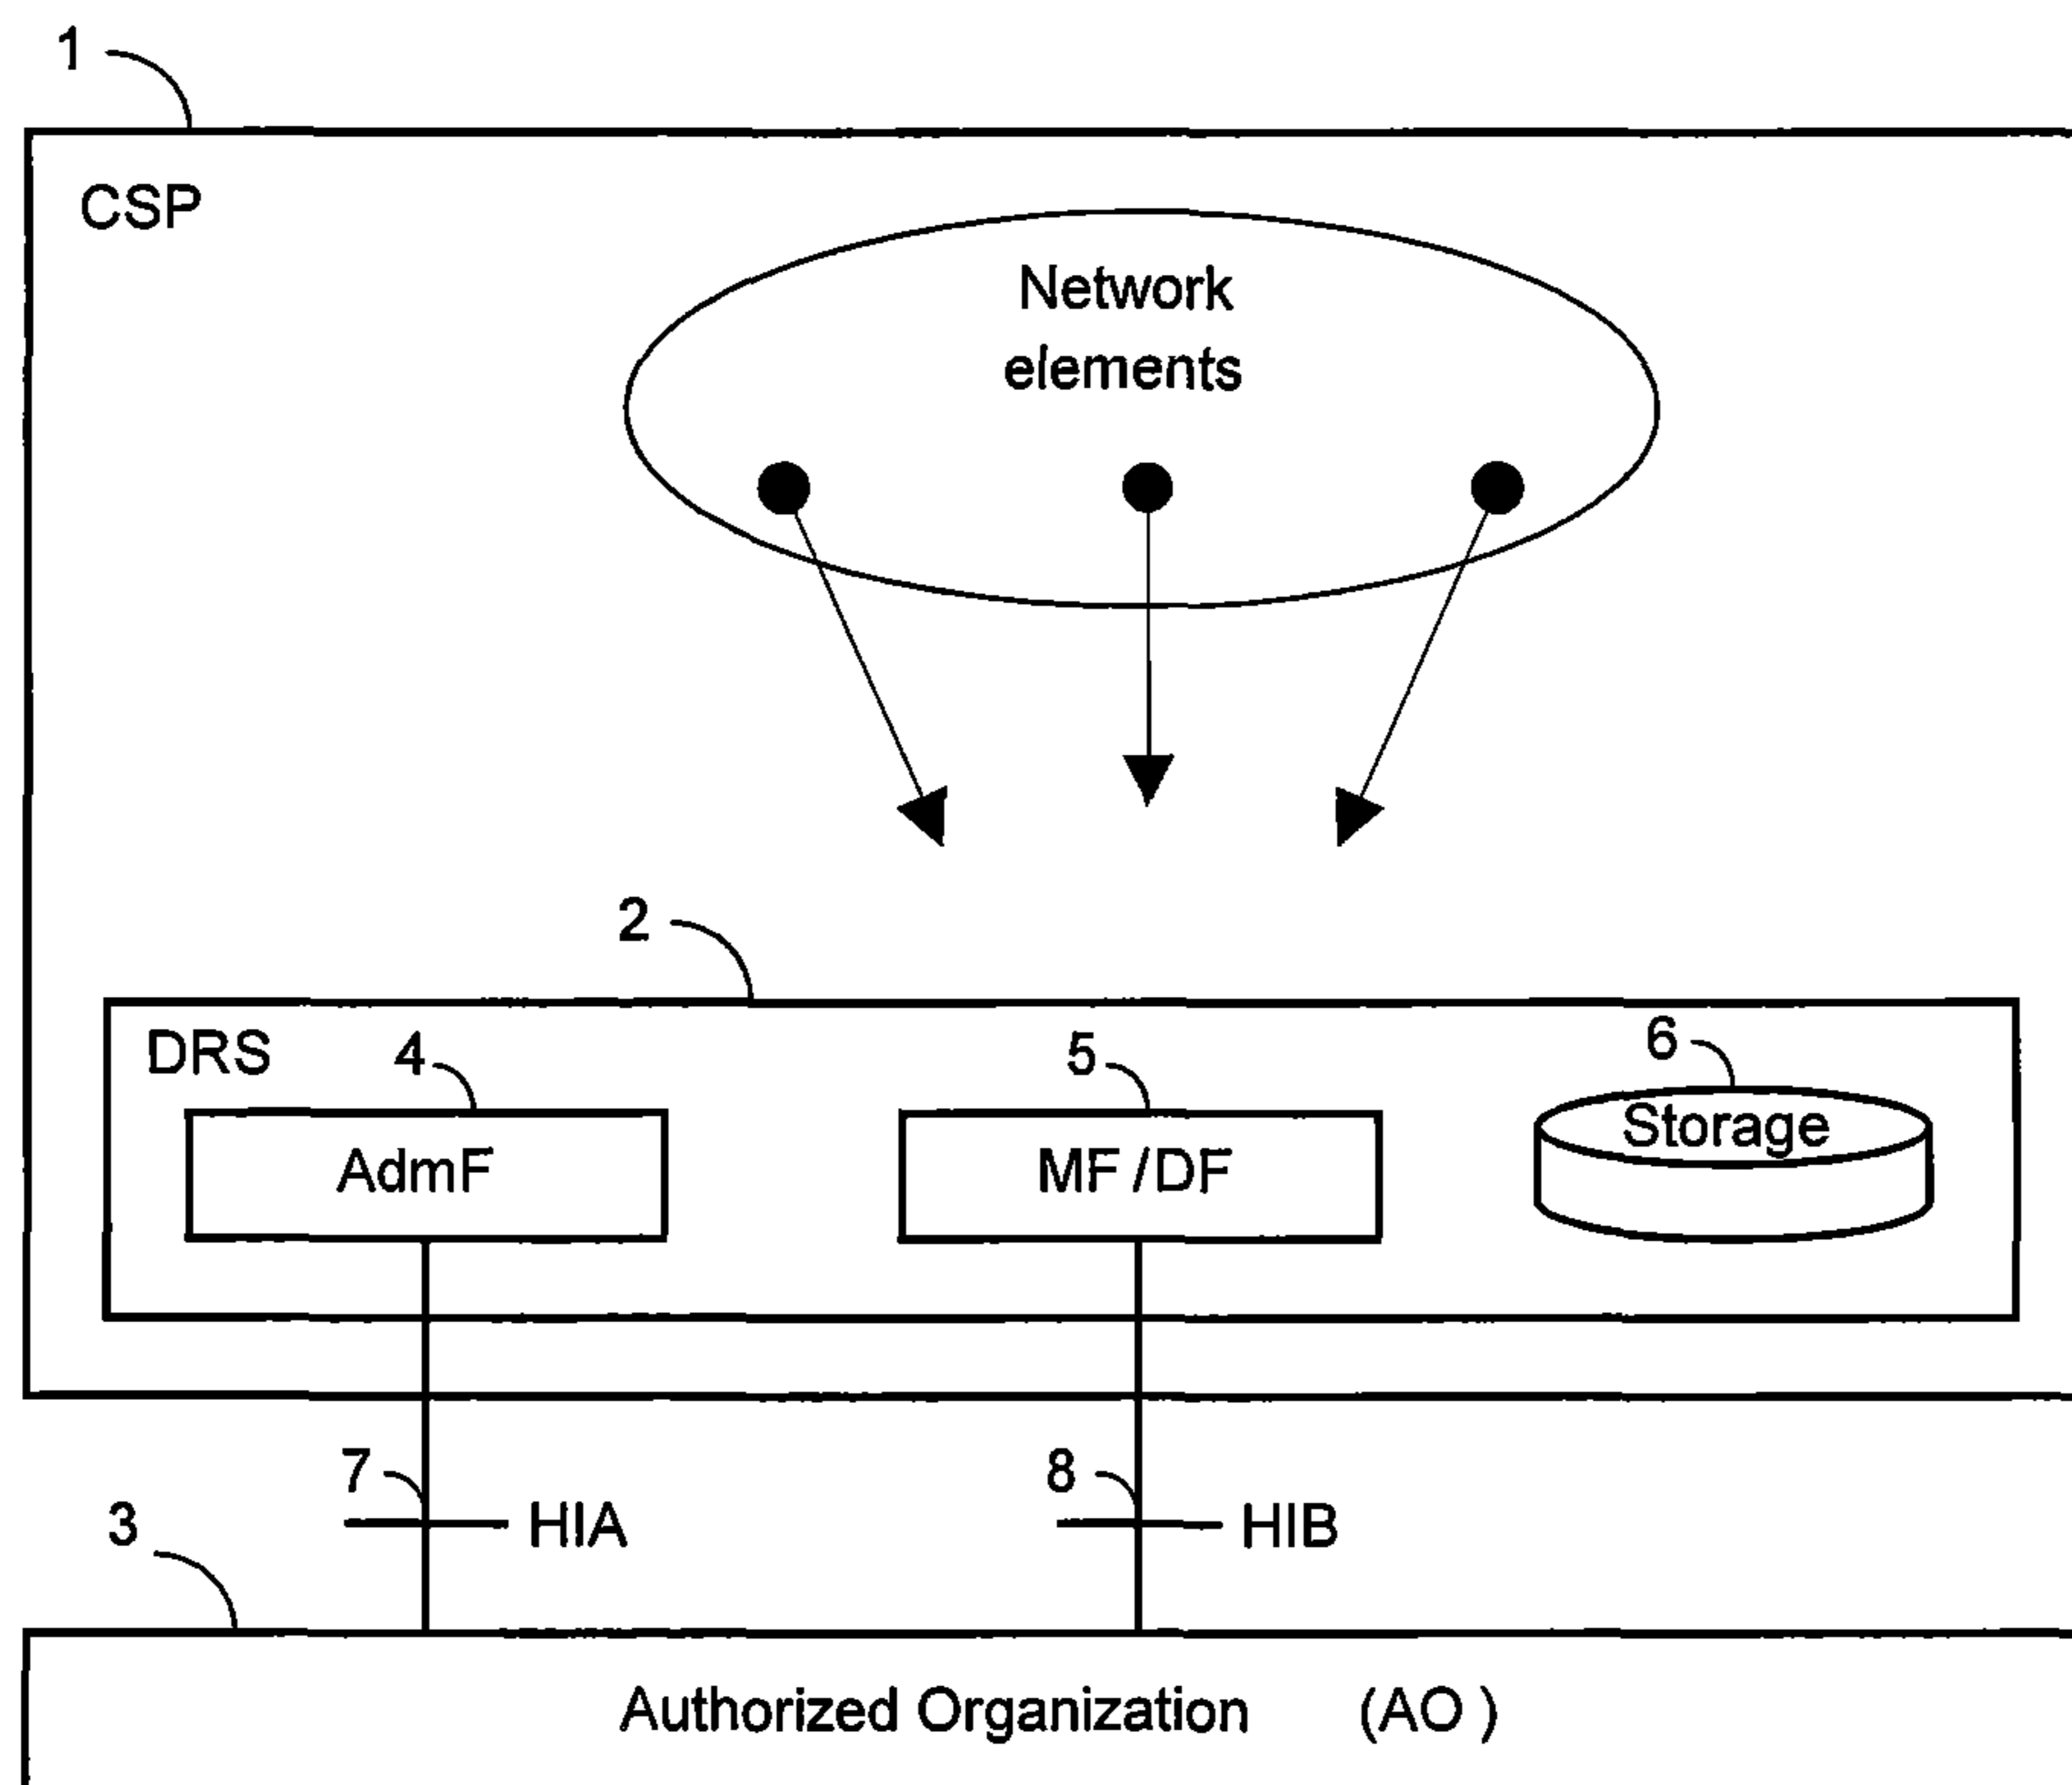 1
CSP
Network
elements
2
DRS
4
5
6
AdmF
MF /DF
Storage
7
HIA
8
HIB
3
Authorized Organization (AO )